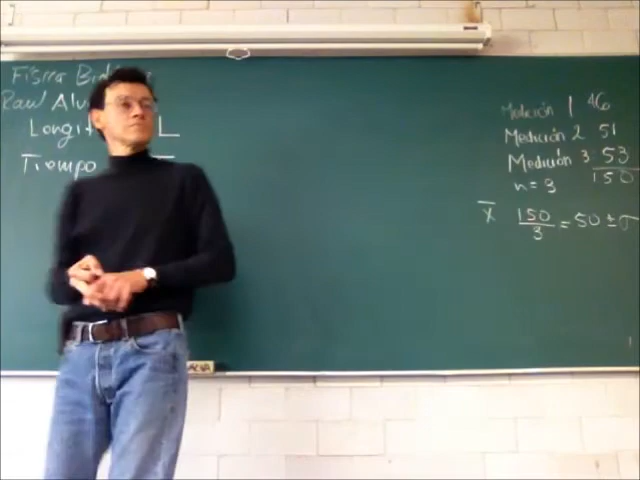 Física
Raul
Longit L
Tiempo T
Medición 1 46
Medición 2 51
Medición 3 53
n = 3 150
x̄ 150/3 = 50 ± σ